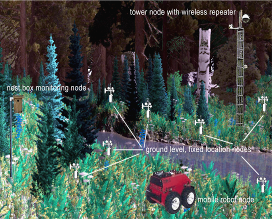 tower node with wireless repeater
nest box monitoring node
ground level, fixed location nodes
mobile robot node